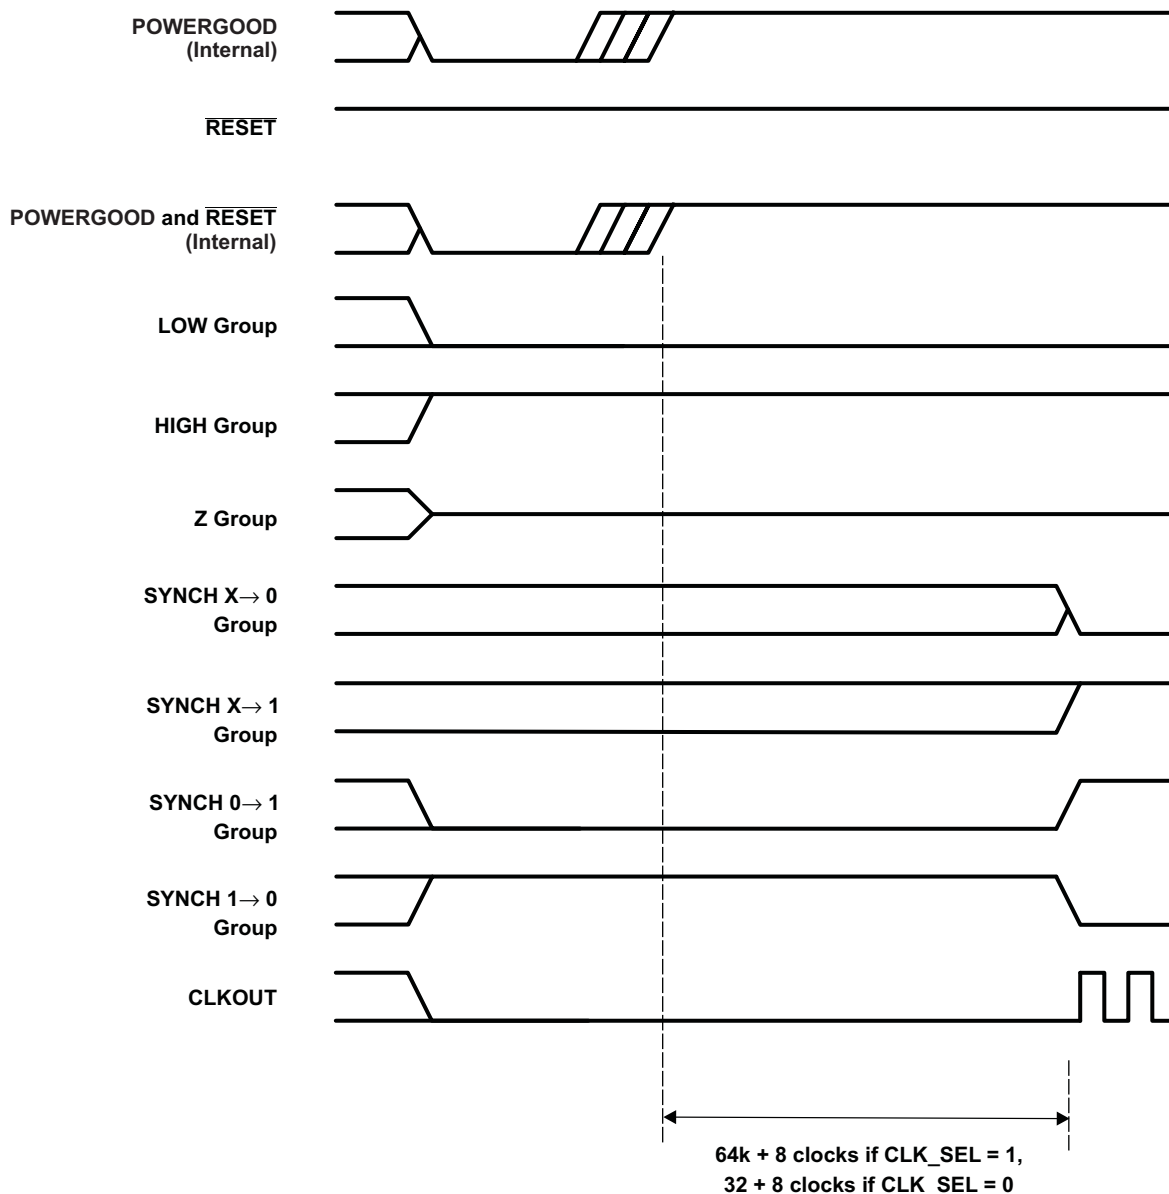 POWERGOOD
(Internal)
RESET
POWERGOOD and RESET
(Internal)
LOW Group
HIGH Group
Z Group
SYNCH X→ 0
Group
SYNCH X→ 1
Group
SYNCH 0→ 1
Group
SYNCH 1→ 0
Group
CLKOUT
64k + 8 clocks if CLK_SEL = 1,
32 + 8 clocks if CLK_SEL = 0